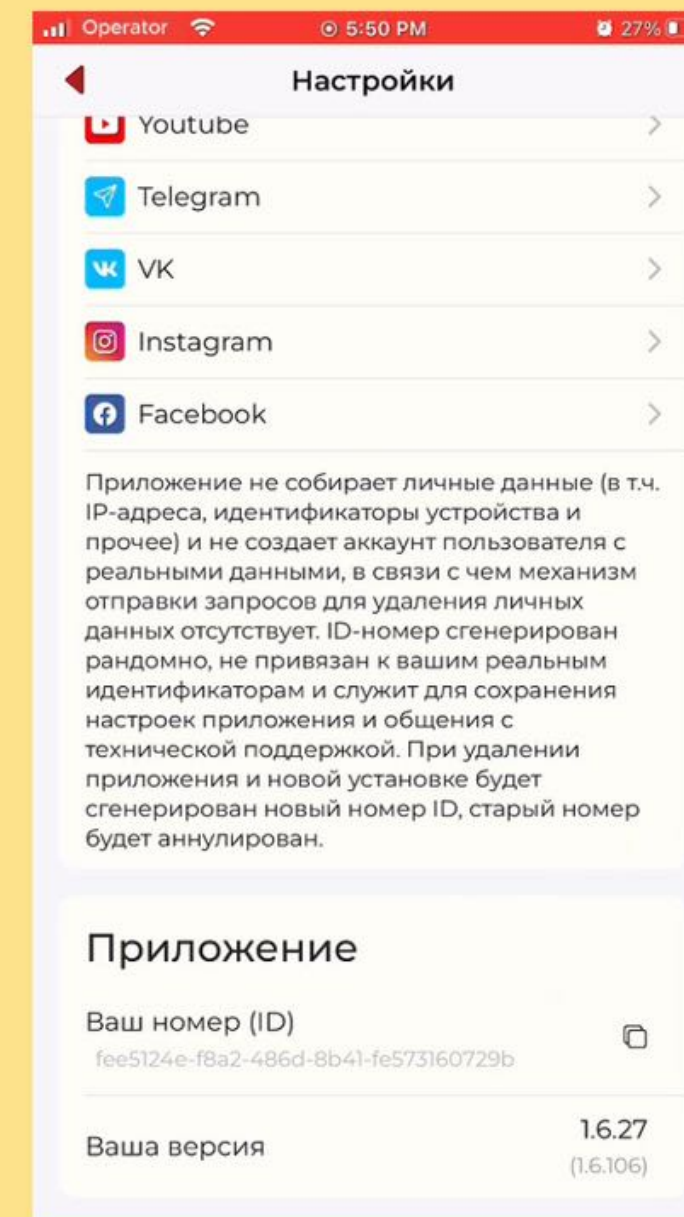 Operator 5:50 PM 27%
Настройки
Youtube
Telegram
VK
Instagram
Facebook
Приложение не собирает личные данные (в т.ч.
IP-адреса, идентификаторы устройства и
прочее) и не создает аккаунт пользователя с
реальными данными, в связи с чем механизм
отправки запросов для удаления личных
данных отсутствует. ID-номер сгенерирован
рандомно, не привязан к вашим реальным
идентификаторам и служит для сохранения
настроек приложения и общения с
технической поддержкой. При удалении
приложения и новой установке будет
сгенерирован новый номер ID, старый номер
будет аннулирован.
Приложение
Ваш номер (ID)
fee5124e-f8a2-486d-8b41-fe573160729b
Ваша версия 1.6.27
(1.6.106)